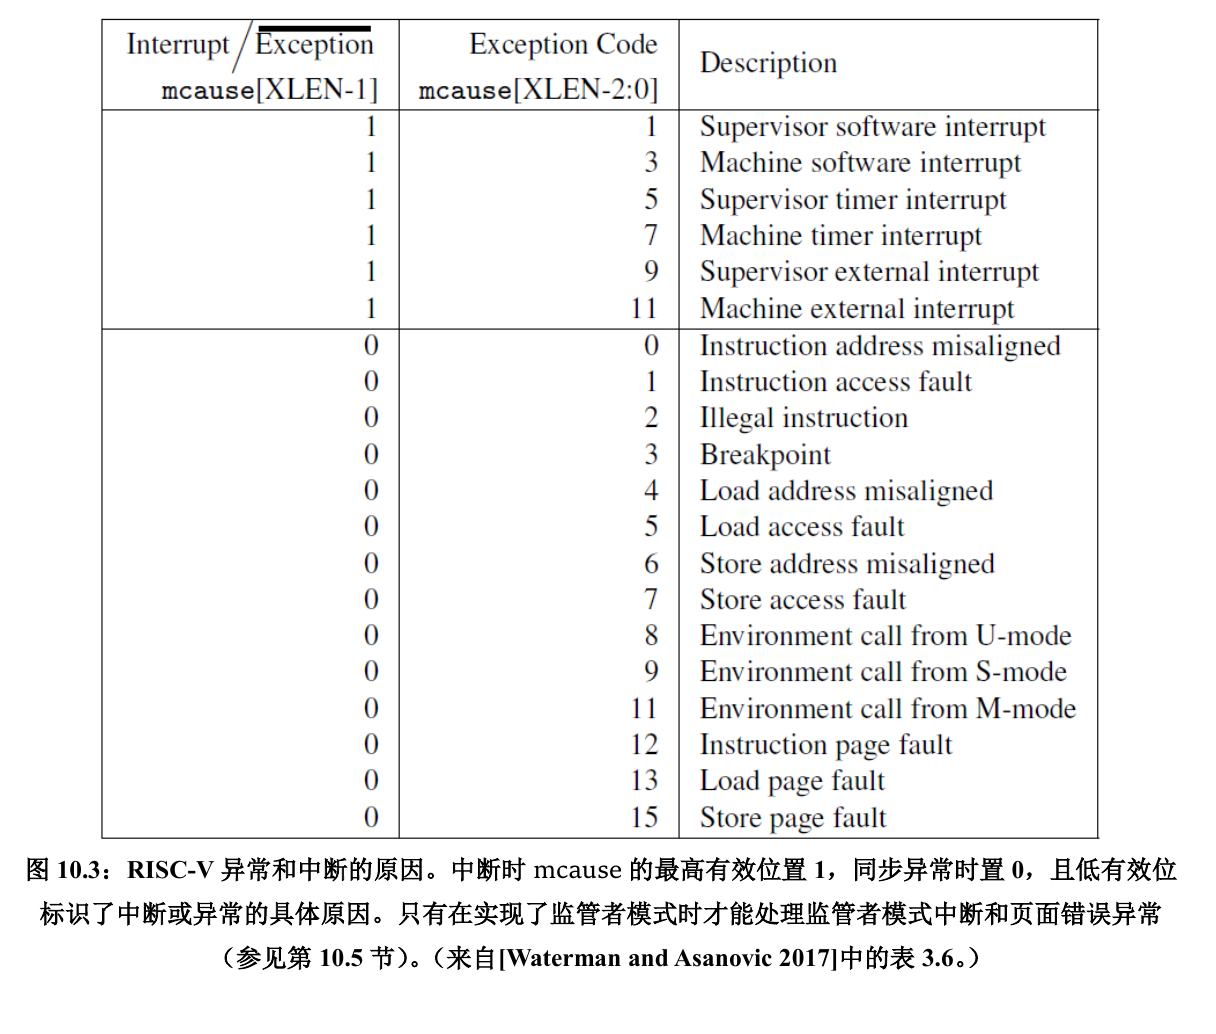 Interrupt / Exception Exception Code Description
mcause[XLEN-1] mcause[XLEN-2:0]
1 1 Supervisor software interrupt
1 3 Machine software interrupt
1 5 Supervisor timer interrupt
1 7 Machine timer interrupt
1 9 Supervisor external interrupt
1 11 Machine external interrupt
0 0 Instruction address misaligned
0 1 Instruction access fault
0 2 Illegal instruction
0 3 Breakpoint
0 4 Load address misaligned
0 5 Load access fault
0 6 Store address misaligned
0 7 Store access fault
0 8 Environment call from U-mode
0 9 Environment call from S-mode
0 11 Environment call from M-mode
0 12 Instruction page fault
0 13 Load page fault
0 15 Store page fault
图 10.3：RISC-V 异常和中断的原因。中断时 mcause 的最高有效位置 1，同步异常时置 0，且低有效位
标识了中断或异常的具体原因。只有在实现了监管者模式时才能处理监管者模式中断和页面错误异常
（参见第 10.5 节）。（来自[Waterman and Asanovic 2017]中的表 3.6。）